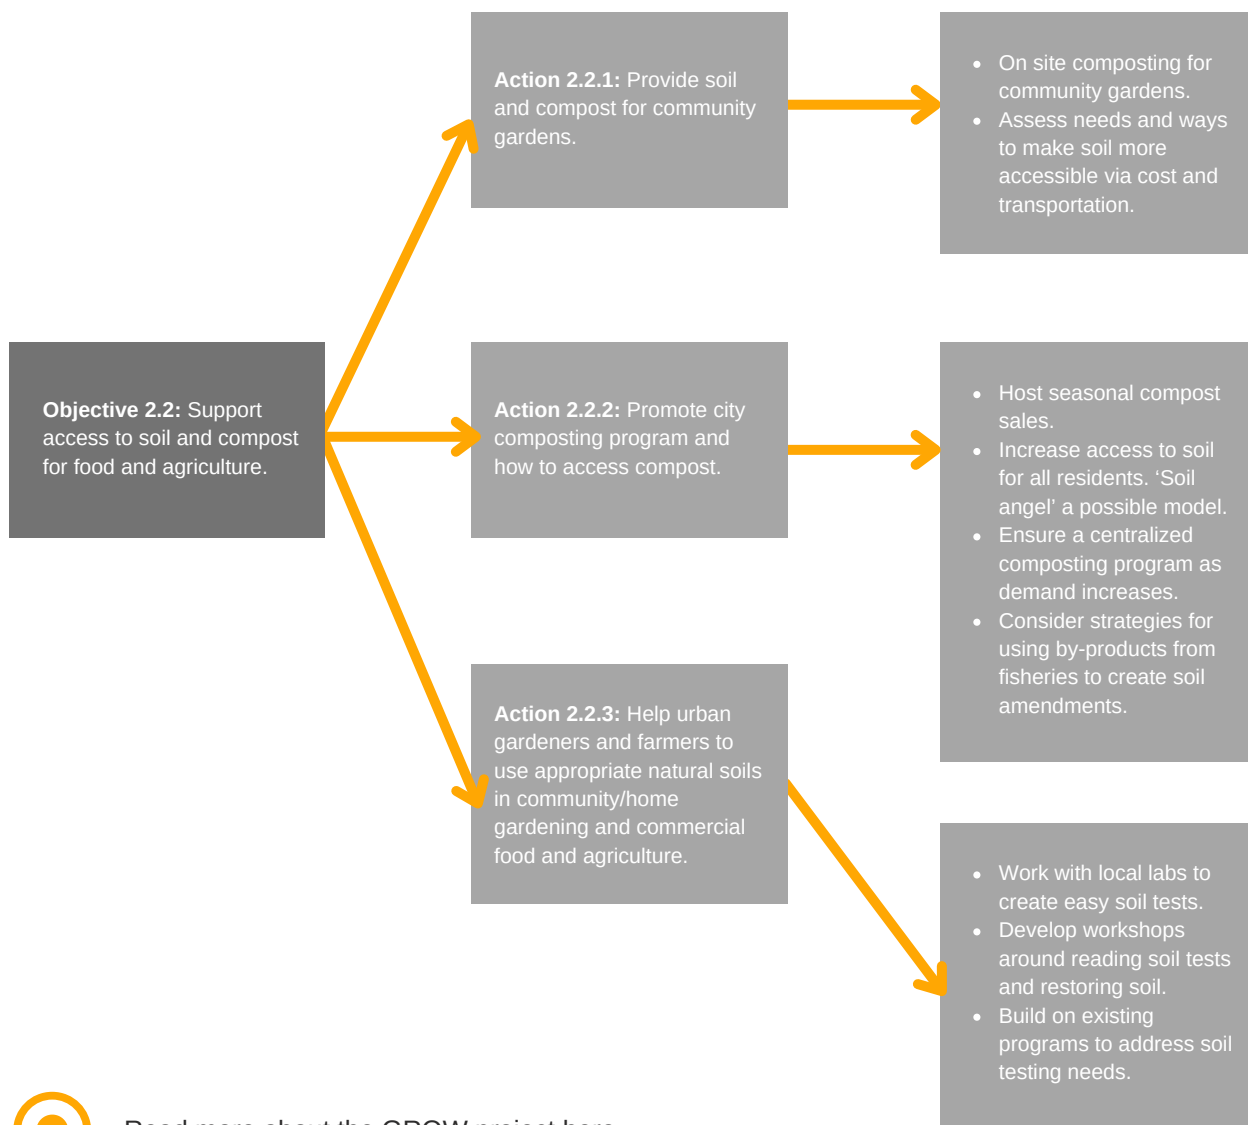 Action 2.2.1: Provide soil
and compost for community
gardens.
• On site composting for
community gardens.
• Assess needs and ways
to make soil more
accessible via cost and
transportation.
Objective 2.2: Support
access to soil and compost
for food and agriculture.
Action 2.2.2: Promote city
composting program and
how to access compost.
• Host seasonal compost
sales.
• Increase access to soil
for all residents. ‘Soil
angel’ a possible model.
• Ensure a centralized
composting program as
demand increases.
• Consider strategies for
using by-products from
fisheries to create soil
amendments.
Action 2.2.3: Help urban
gardeners and farmers to
use appropriate natural soils
in community/home
gardening and commercial
food and agriculture.
• Work with local labs to
create easy soil tests.
• Develop workshops
around reading soil tests
and restoring soil.
• Build on existing
programs to address soil
testing needs.
Read more about the GROW project here